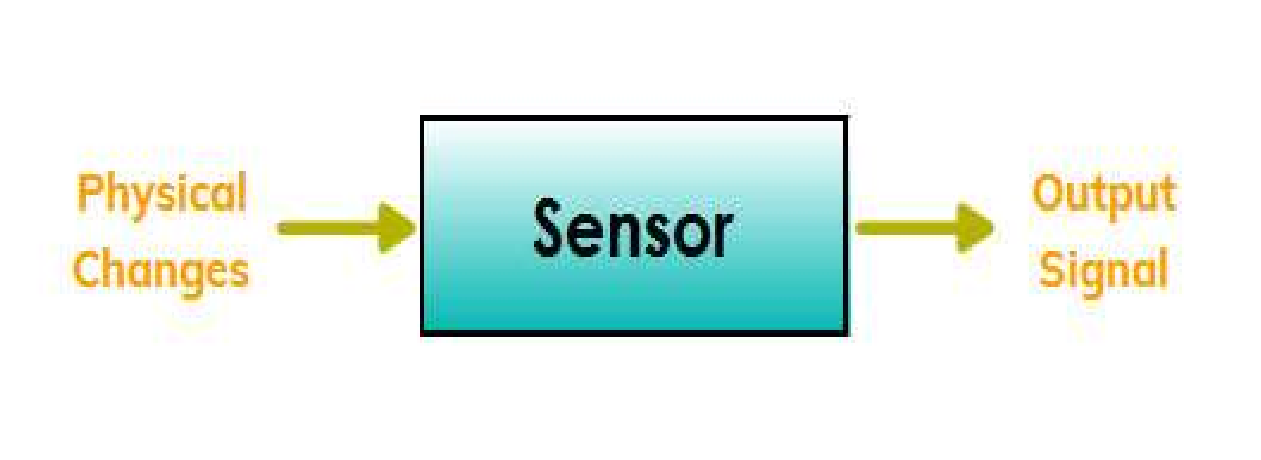 Physical
Changes
Sensor
Output
Signal